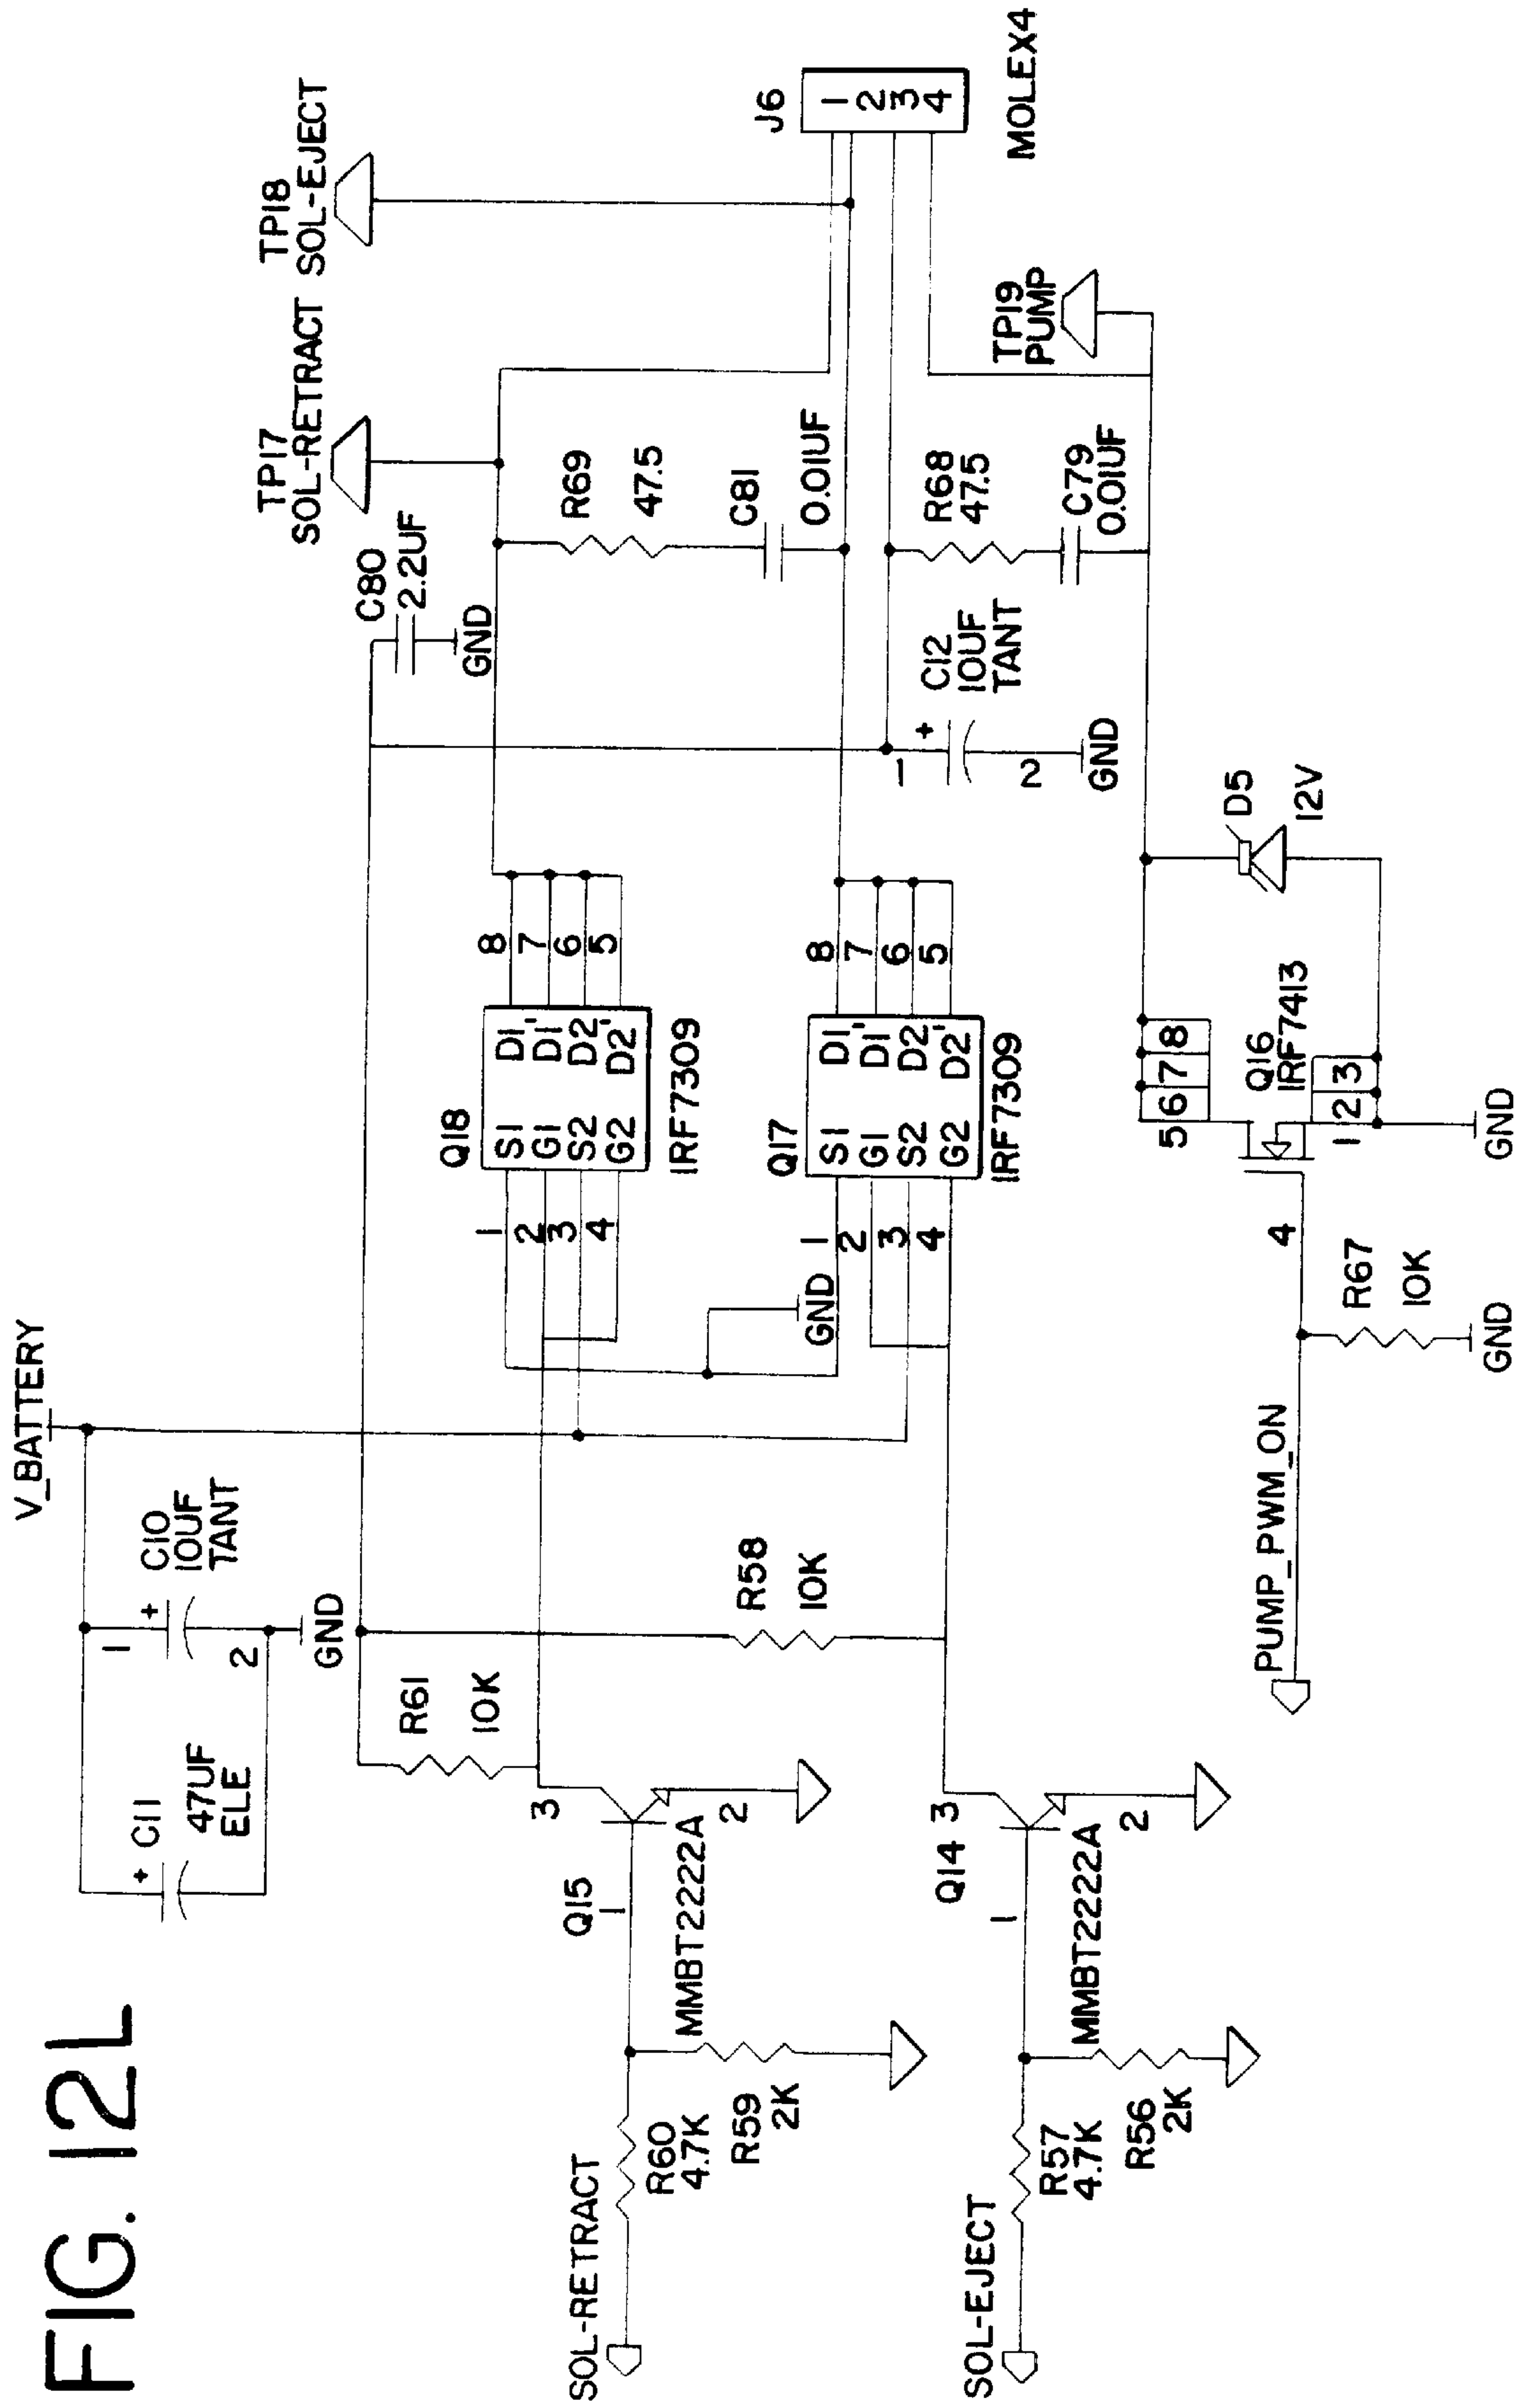 FIG. 12L
V_BATTERY
C11
47UF
ELE
+
C10
10UF
TANT
+
1
2
GND
R61
10K
R58
10K
SOL-RETRACT
R60
4.7K
R59
2K
Q15
1
3
2
MMBT2222A
SOL-EJECT
R57
4.7K
R56
2K
Q14
1
3
2
MMBT2222A
Q18
1
2
3
4
S1
G1
S2
G2
D1'
D1
D2
D2'
8
7
6
5
IRF7309
GND
Q17
1
2
3
4
S1
G1
S2
G2
D1'
D1
D2
D2'
8
7
6
5
IRF7309
C80
2.2UF
GND
TP17
SOL-RETRACT
TP18
SOL-EJECT
R69
47.5
C81
0.01UF
C12
10UF
TANT
+
1
2
GND
R68
47.5
C79
0.01UF
TP19
PUMP
J6
1
2
3
4
MOLEX4
PUMP_PWM_ON
R67
10K
GND
4
5
6
7
8
Q16
IRF7413
1
2
3
GND
D5
12V